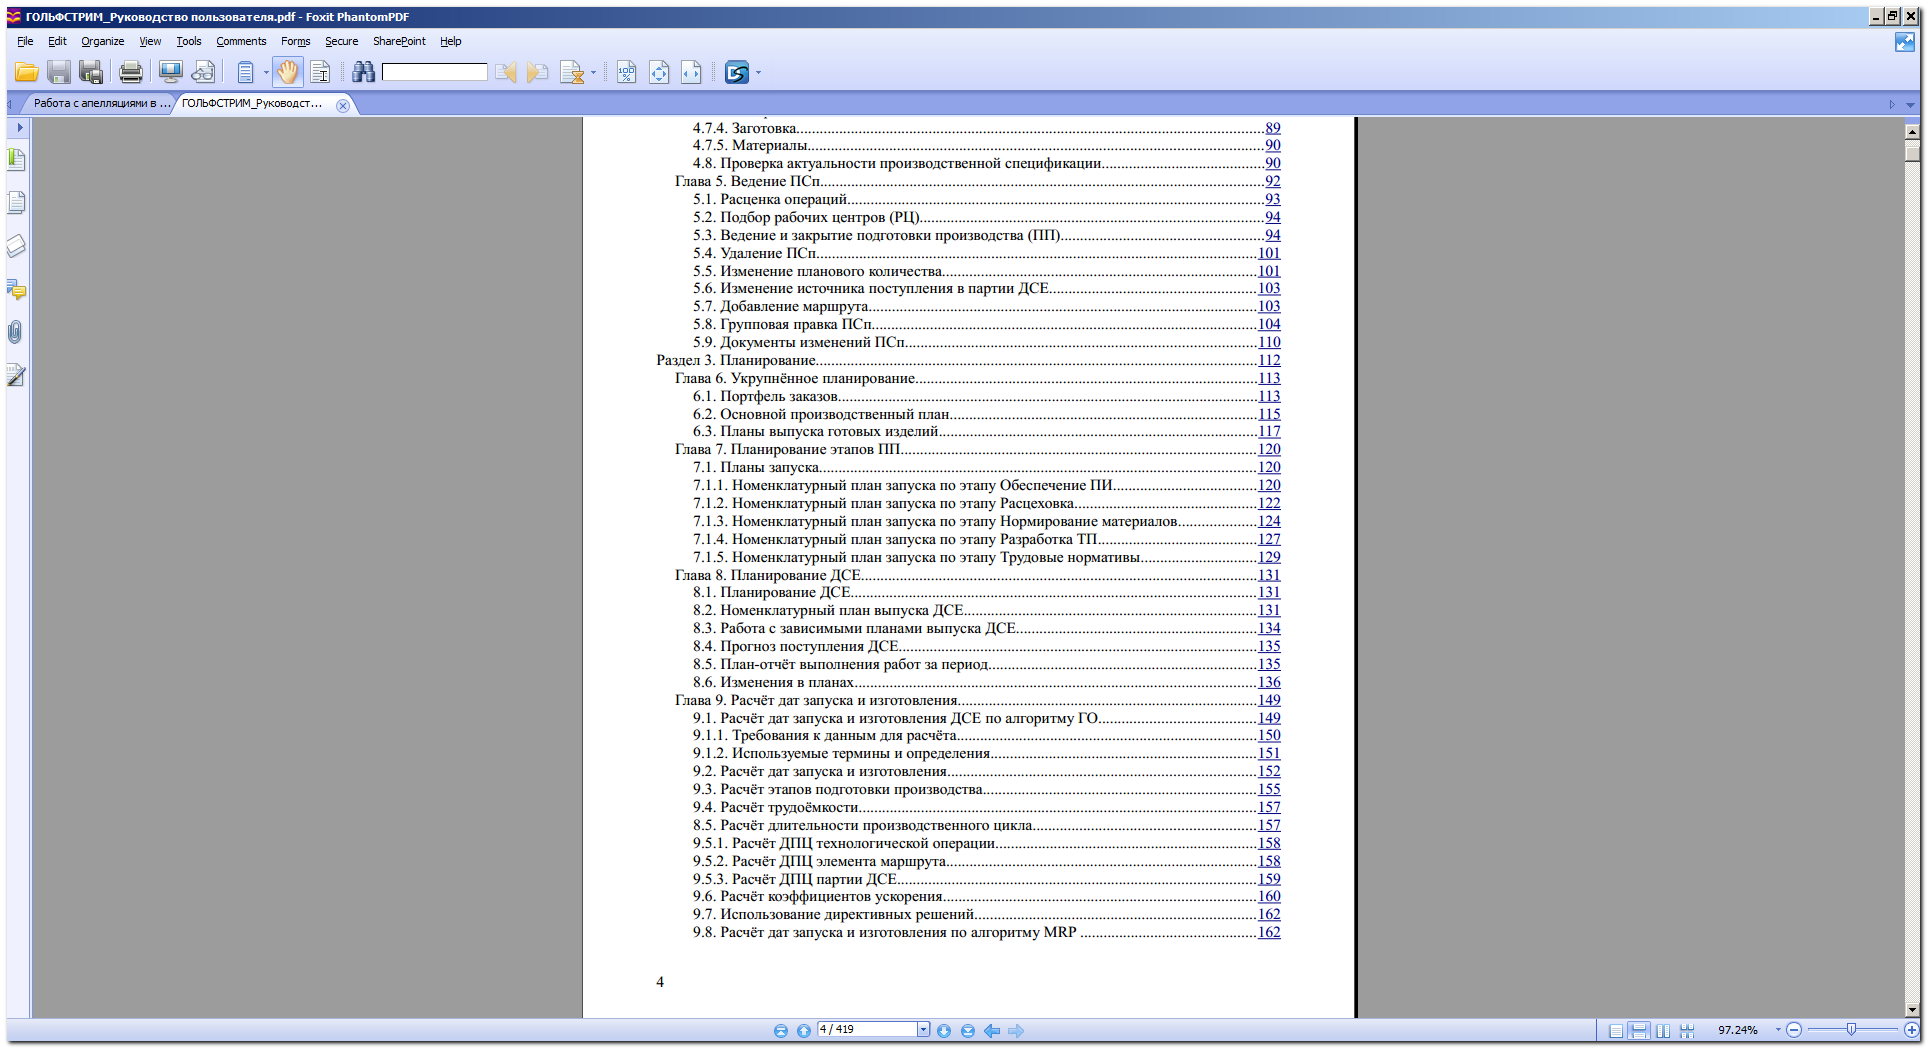 ГОЛЬФСТРИМ_Руководство пользователя.pdf - Foxit PhantomPDF
File Edit Organize View Tools Comments Forms Secure SharePoint Help
Работа с апелляциями в ... ГОЛЬФСТРИМ_Руководст...
4.7.4. Заготовка 89
4.7.5. Материалы 90
4.8. Проверка актуальности производственной спецификации 90
Глава 5. Ведение ПСп 92
5.1. Расценка операций 93
5.2. Подбор рабочих центров (РЦ) 94
5.3. Ведение и закрытие подготовки производства (ПП) 94
5.4. Удаление ПСп 101
5.5. Изменение планового количества 101
5.6. Изменение источника поступления в партии ДСЕ 103
5.7. Добавление маршрута 103
5.8. Групповая правка ПСп 104
5.9. Документы изменений ПСп 110
Раздел 3. Планирование 112
Глава 6. Укрупнённое планирование 113
6.1. Портфель заказов 113
6.2. Основной производственный план 115
6.3. Планы выпуска готовых изделий 117
Глава 7. Планирование этапов ПП 120
7.1. Планы запуска 120
7.1.1. Номенклатурный план запуска по этапу Обеспечение ПИ 120
7.1.2. Номенклатурный план запуска по этапу Расцеховка 122
7.1.3. Номенклатурный план запуска по этапу Нормирование материалов 124
7.1.4. Номенклатурный план запуска по этапу Разработка ТП 127
7.1.5. Номенклатурный план запуска по этапу Трудовые нормативы 129
Глава 8. Планирование ДСЕ 131
8.1. Планирование ДСЕ 131
8.2. Номенклатурный план выпуска ДСЕ 131
8.3. Работа с зависимыми планами выпуска ДСЕ 134
8.4. Прогноз поступления ДСЕ 135
8.5. План-отчёт выполнения работ за период 135
8.6. Изменения в планах 136
Глава 9. Расчёт дат запуска и изготовления 149
9.1. Расчёт дат запуска и изготовления ДСЕ по алгоритму ГО 149
9.1.1. Требования к данным для расчёта 150
9.1.2. Используемые термины и определения 151
9.2. Расчёт дат запуска и изготовления 152
9.3. Расчёт этапов подготовки производства 155
9.4. Расчёт трудоёмкости 157
8.5. Расчёт длительности производственного цикла 157
9.5.1. Расчёт ДПЦ технологической операции 158
9.5.2. Расчёт ДПЦ элемента маршрута 158
9.5.3. Расчёт ДПЦ партии ДСЕ 159
9.6. Расчёт коэффициентов ускорения 160
9.7. Использование директивных решений 162
9.8. Расчёт дат запуска и изготовления по алгоритму MRP 162
4
4 / 419 97.24%